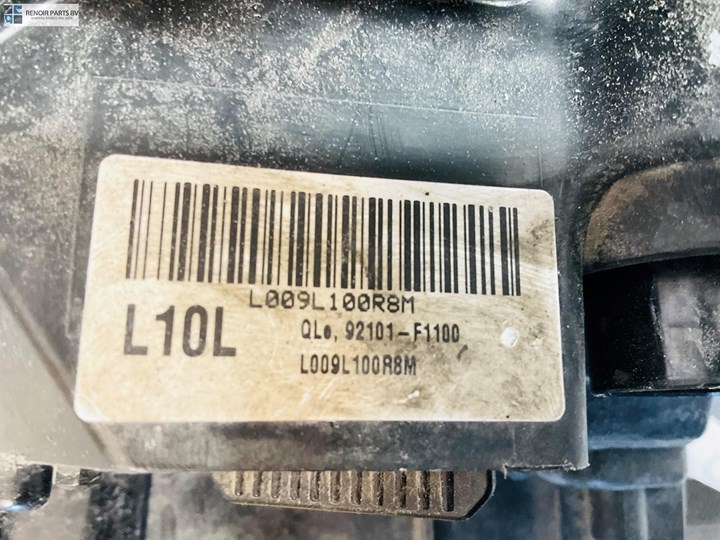 RENOIR PARTS BV
L009L100R8M
L10L
QLe, 92101-F1100
L009L100R8M